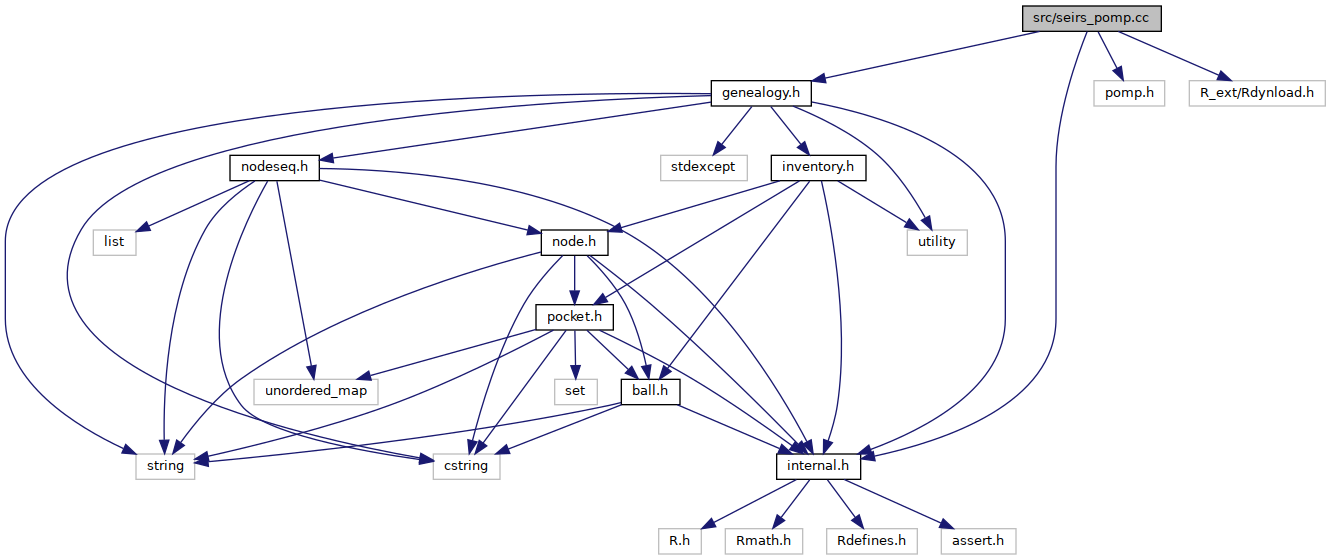 src/seirs_pomp.cc
genealogy.h
pomp.h
R_ext/Rdynload.h
nodeseq.h
stdexcept
inventory.h
list
node.h
utility
pocket.h
unordered_map
set
ball.h
string
cstring
internal.h
R.h
Rmath.h
Rdefines.h
assert.h